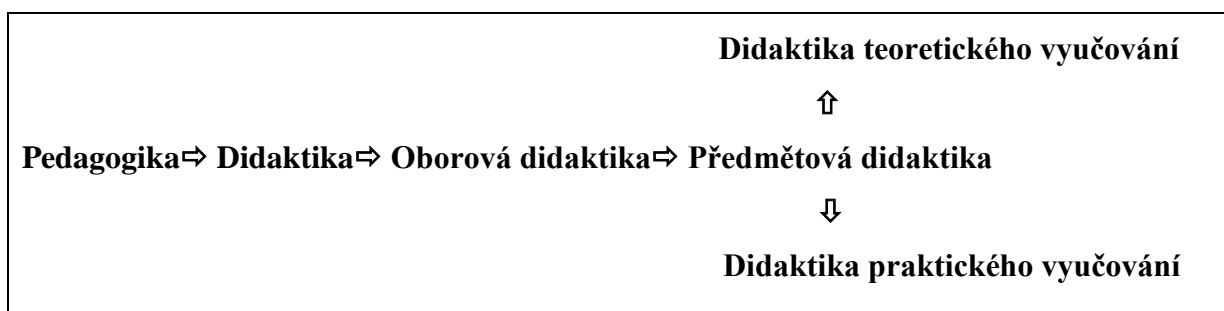 Didaktika teoretického vyučování
⇧
Pedagogika⇨ Didaktika⇨ Oborová didaktika⇨ Předmětová didaktika
⇩
Didaktika praktického vyučování